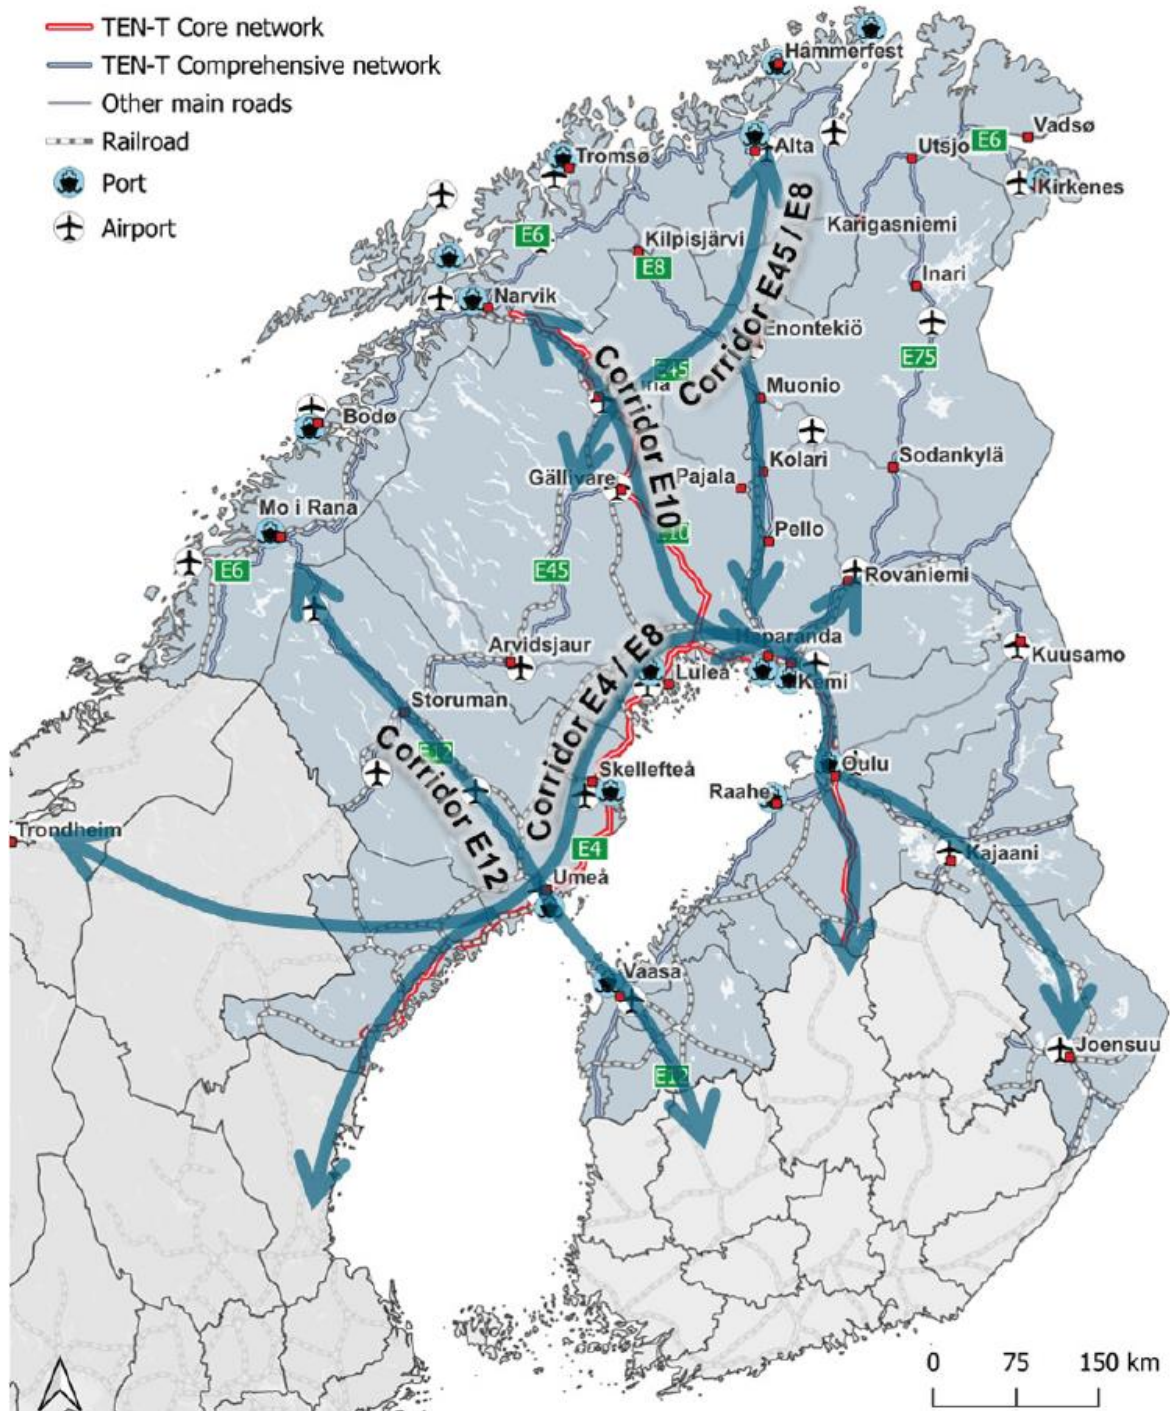 TEN-T Core network
TEN-T Comprehensive network
Other main roads
Railroad
Port
Airport
Hammerfest
Vadsø
E6
Utsjo
Alta
Tromsø
Kirkenes
Karigasniemi
E6
Kilpisjärvi
E8
Corridor E45 / E8
Inari
Narvik
Enontekiö
E75
E45
Corridor E10
Muonio
Bodø
Kolari
Sodankylä
Gällivare
Pajala
Mo i Rana
E10
Pello
E6
E45
Rovaniemi
Haparanda
Arvidsjaur
Kuusamo
Corridor E4 / E8
Luleå
Kemi
Storuman
E12
Corridor E12
Oulu
Skellefteå
Raahe
Trondheim
E4
Kajaani
Umeå
Vaasa
Joensuu
E12
0 75 150 km